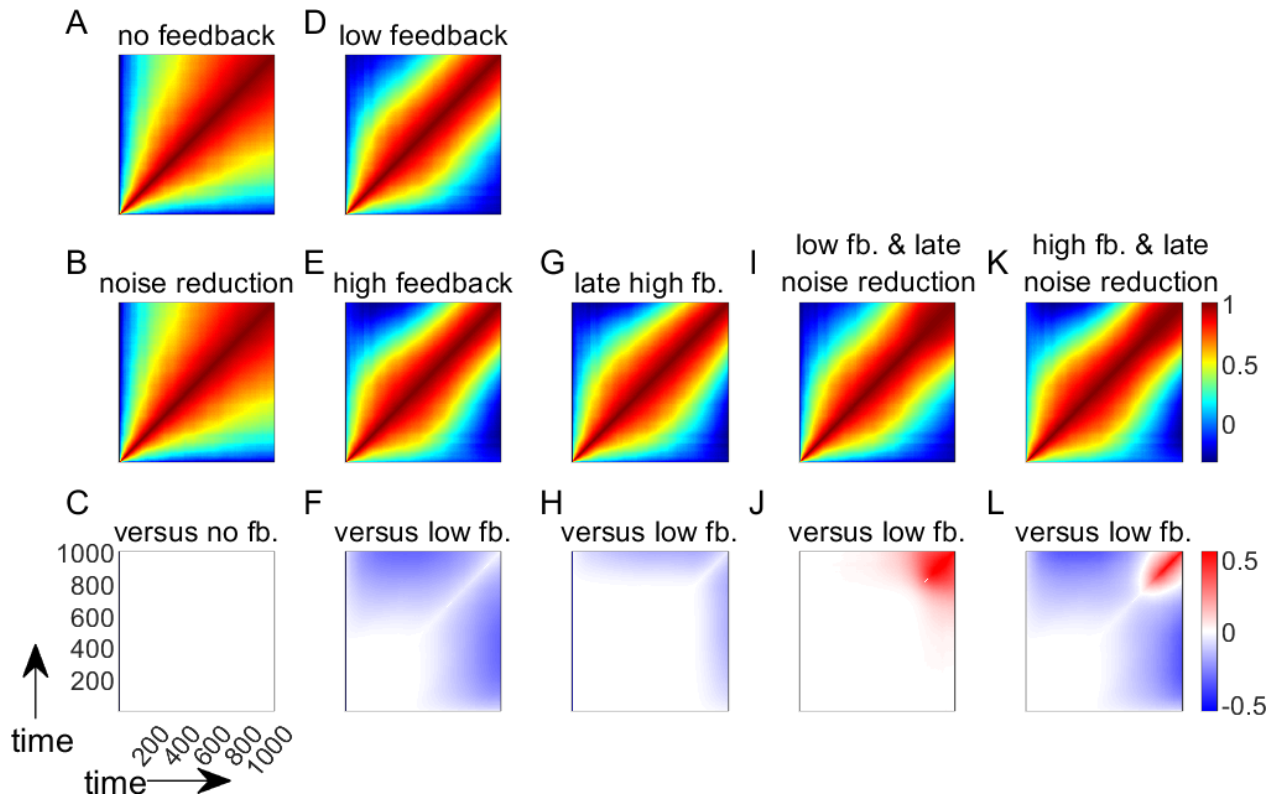 A
no feedback
D
low feedback
B
noise reduction
E
high feedback
G
late high fb.
I
low fb. & late
noise reduction
K
high fb. & late
noise reduction
1
0.5
0
C
versus no fb.
F
versus low fb.
H
versus low fb.
J
versus low fb.
L
versus low fb.
1000
800
600
400
200
time
200
400
600
800
1000
time
0.5
0
-0.5